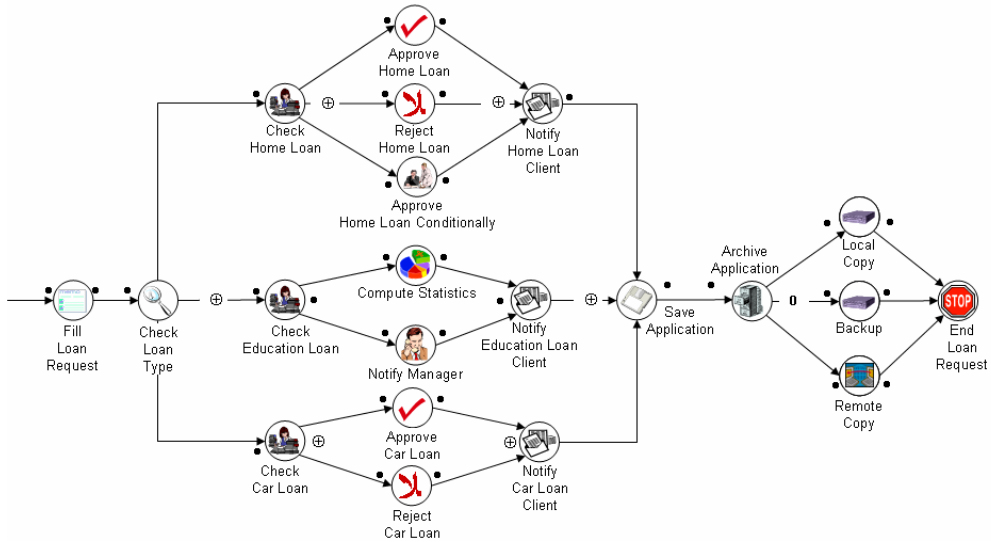 Approve
Home Loan
Check
Home Loan
Reject
Home Loan
Notify
Home Loan
Client
Approve
Home Loan Conditionally
Fill
Loan
Request
Check
Loan
Type
Check
Education Loan
Compute Statistics
Notify Manager
Notify
Education Loan
Client
Save
Application
Archive
Application
0
Local
Copy
Backup
Remote
Copy
STOP
End
Loan
Request
Check
Car Loan
Approve
Car Loan
Reject
Car Loan
Notify
Car Loan
Client